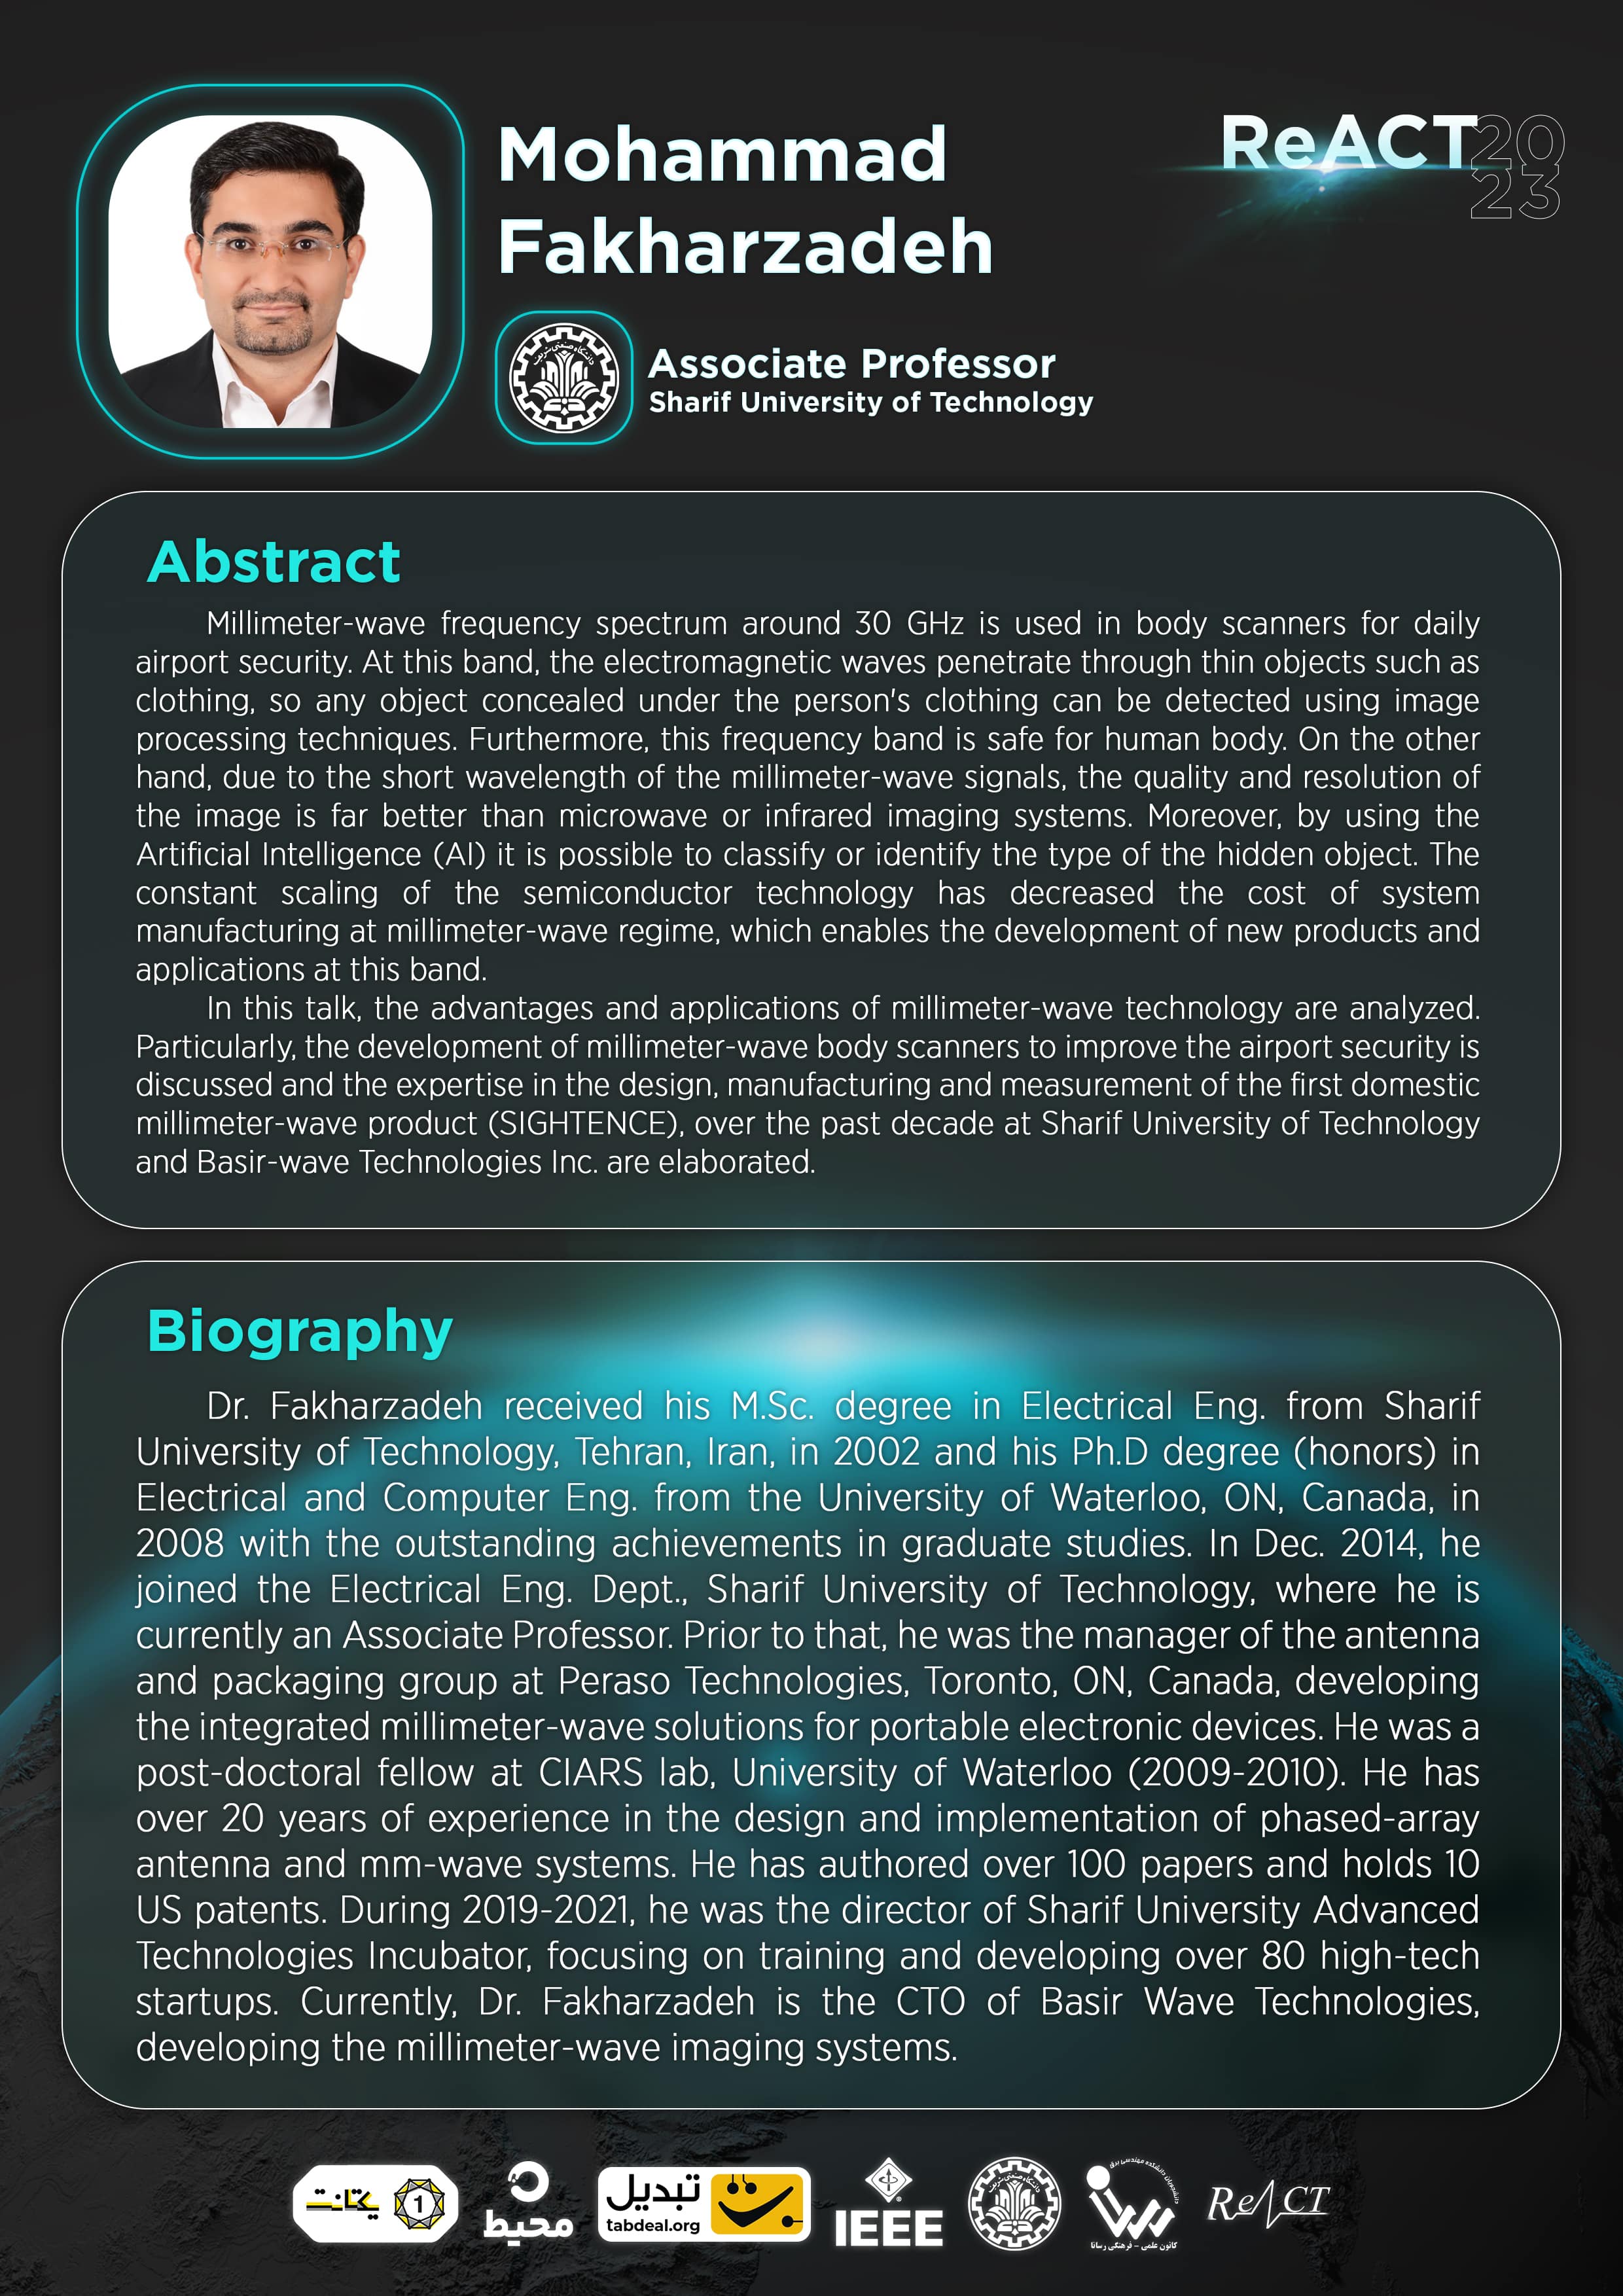 Mohammad
Fakharzadeh
ReACT
20
23
دانشگاه صنعتی شریف
Associate Professor
Sharif University of Technology
Abstract
Millimeter-wave frequency spectrum around 30 GHz is used in body scanners for daily
airport security. At this band, the electromagnetic waves penetrate through thin objects such as
clothing, so any object concealed under the person's clothing can be detected using image
processing techniques. Furthermore, this frequency band is safe for human body. On the other
hand, due to the short wavelength of the millimeter-wave signals, the quality and resolution of
the image is far better than microwave or infrared imaging systems. Moreover, by using the
Artificial Intelligence (AI) it is possible to classify or identify the type of the hidden object. The
constant scaling of the semiconductor technology has decreased the cost of system
manufacturing at millimeter-wave regime, which enables the development of new products and
applications at this band.
In this talk, the advantages and applications of millimeter-wave technology are analyzed.
Particularly, the development of millimeter-wave body scanners to improve the airport security is
discussed and the expertise in the design, manufacturing and measurement of the first domestic
millimeter-wave product (SIGHTENCE), over the past decade at Sharif University of Technology
and Basir-wave Technologies Inc. are elaborated.
Biography
Dr. Fakharzadeh received his M.Sc. degree in Electrical Eng. from Sharif
University of Technology, Tehran, Iran, in 2002 and his Ph.D degree (honors) in
Electrical and Computer Eng. from the University of Waterloo, ON, Canada, in
2008 with the outstanding achievements in graduate studies. In Dec. 2014, he
joined the Electrical Eng. Dept., Sharif University of Technology, where he is
currently an Associate Professor. Prior to that, he was the manager of the antenna
and packaging group at Peraso Technologies, Toronto, ON, Canada, developing
the integrated millimeter-wave solutions for portable electronic devices. He was a
post-doctoral fellow at CIARS lab, University of Waterloo (2009-2010). He has
over 20 years of experience in the design and implementation of phased-array
antenna and mm-wave systems. He has authored over 100 papers and holds 10
US patents. During 2019-2021, he was the director of Sharif University Advanced
Technologies Incubator, focusing on training and developing over 80 high-tech
startups. Currently, Dr. Fakharzadeh is the CTO of Basir Wave Technologies,
developing the millimeter-wave imaging systems.
یکتانت
1
محیط
تبدیل
tabdeal.org
IEEE
دانشگاه صنعتی شریف
دانشجویان دانشکده مهندسی برق
رسانا
کانون علمی - فرهنگی رسانا
ReACT